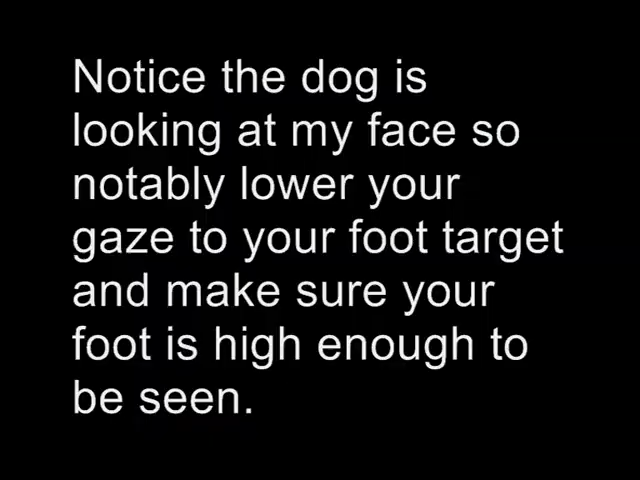 Notice the dog is
looking at my face so
notably lower your
gaze to your foot target
and make sure your
foot is high enough to
be seen.